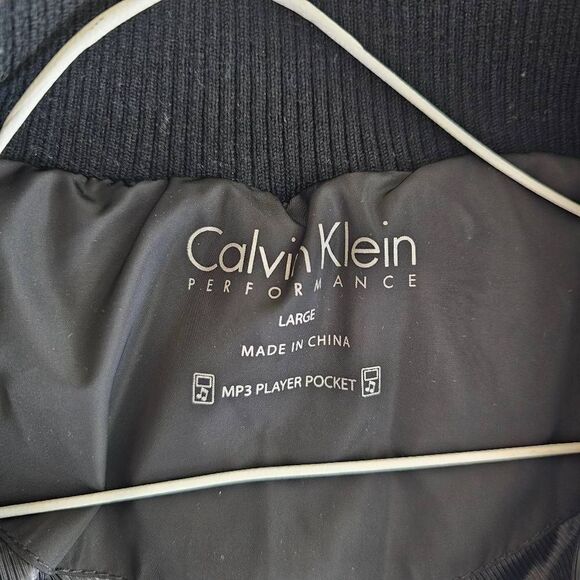 Calvin Klein
PERFORMANCE
LARGE
MADE IN CHINA
MP3 PLAYER POCKET